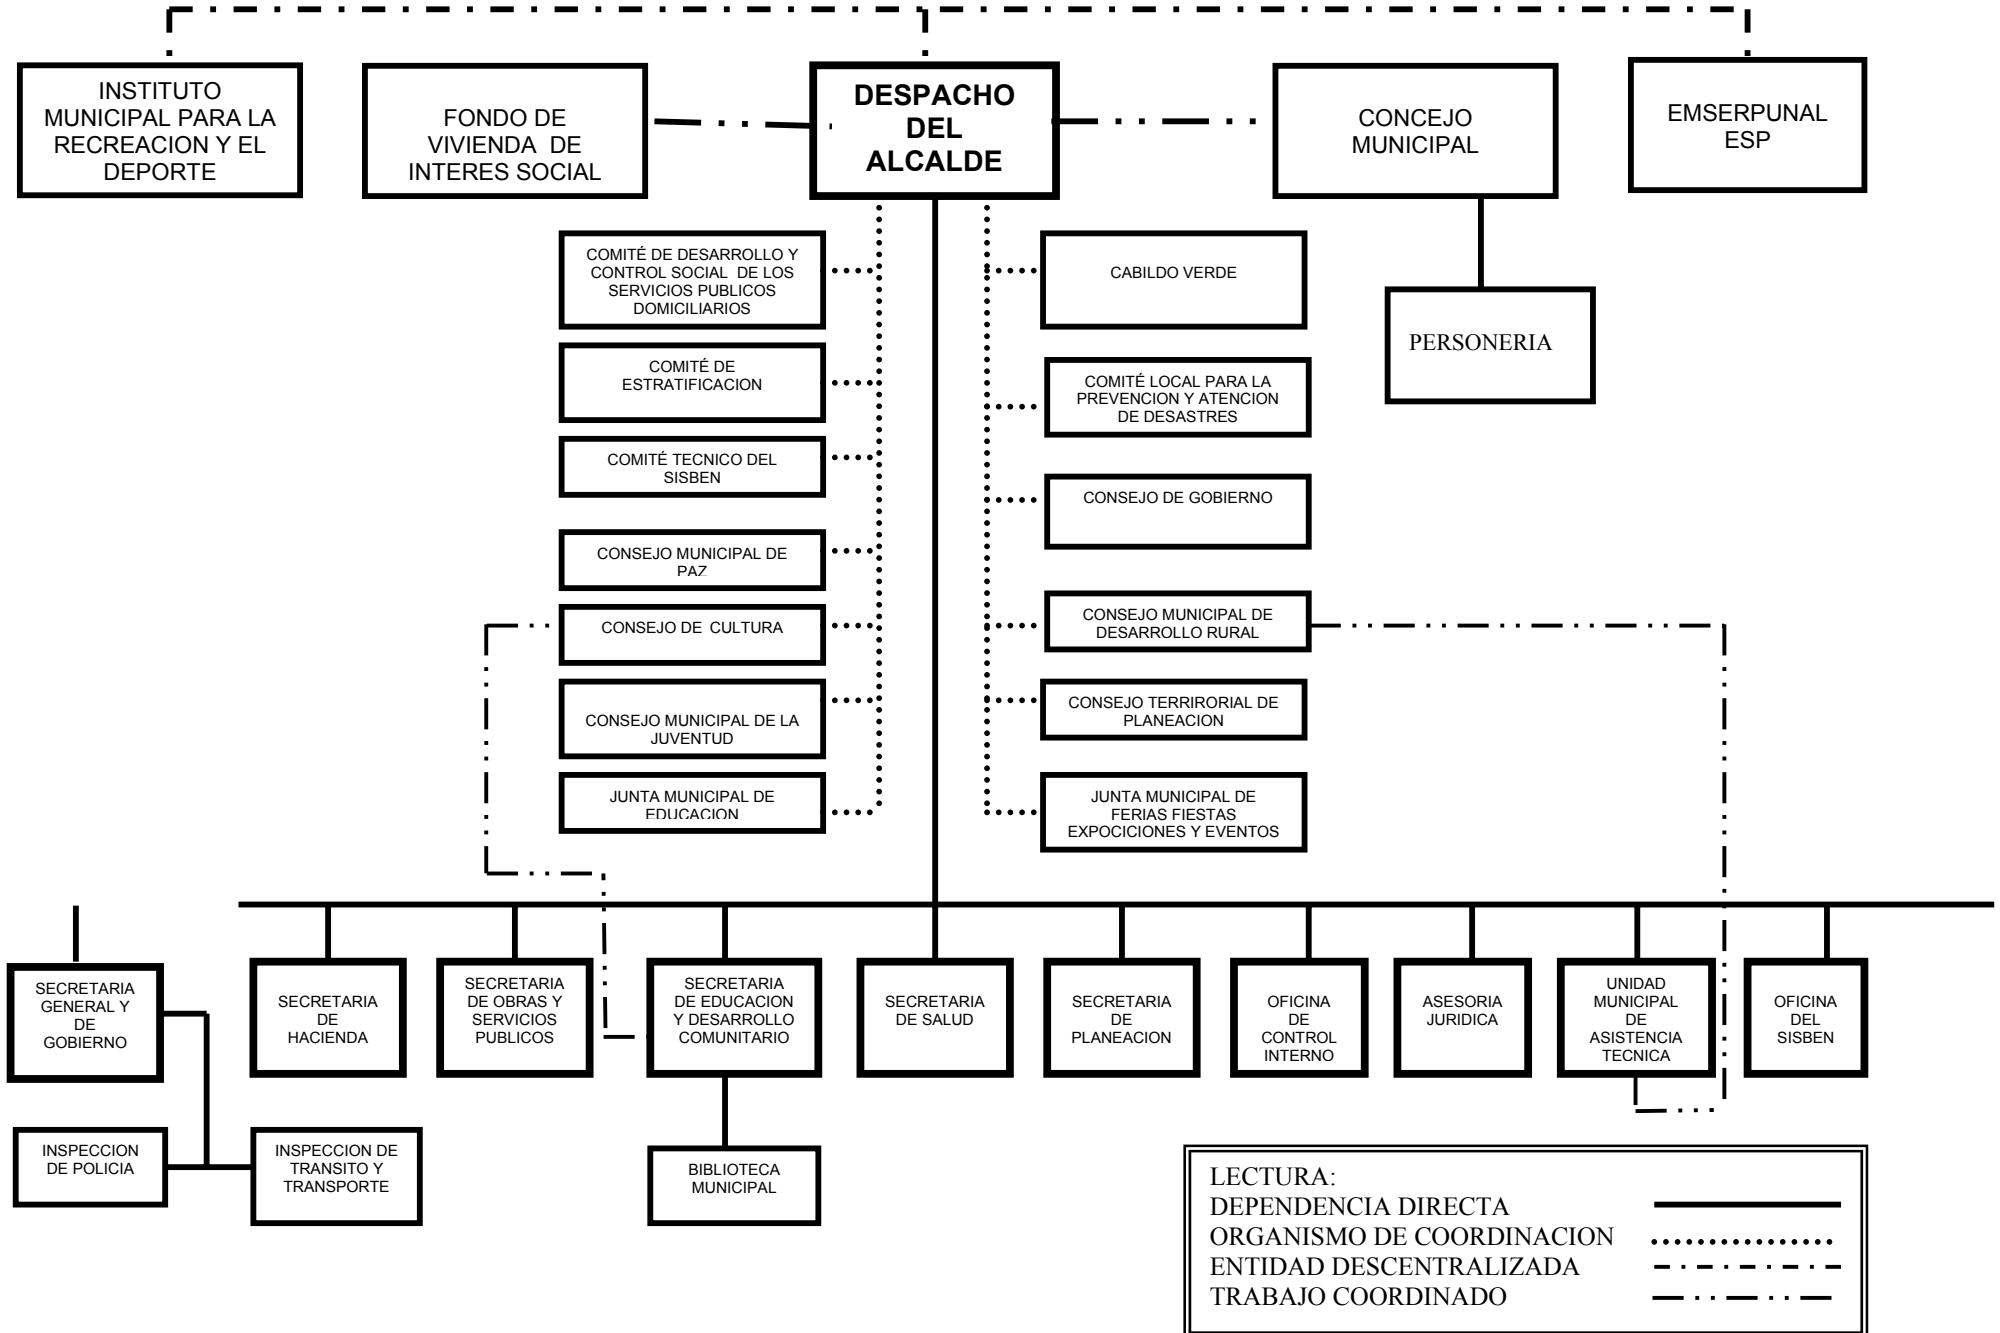 INSTITUTO
MUNICIPAL PARA LA
RECREACION Y EL
DEPORTE
FONDO DE
VIVIENDA DE
INTERES SOCIAL
DESPACHO
DEL
ALCALDE
CONCEJO
MUNICIPAL
EMSERPUNAL
ESP
COMITÉ DE DESARROLLO Y
CONTROL SOCIAL DE LOS
SERVICIOS PUBLICOS
DOMICILIARIOS
CABILDO VERDE
PERSONERIA
COMITÉ DE
ESTRATIFICACION
COMITÉ LOCAL PARA LA
PREVENCION Y ATENCION
DE DESASTRES
COMITÉ TECNICO DEL
SISBEN
CONSEJO DE GOBIERNO
CONSEJO MUNICIPAL DE
PAZ
CONSEJO DE CULTURA
CONSEJO MUNICIPAL DE
DESARROLLO RURAL
CONSEJO MUNICIPAL DE LA
JUVENTUD
CONSEJO TERRIRORIAL DE
PLANEACION
JUNTA MUNICIPAL DE
EDUCACION
JUNTA MUNICIPAL DE
FERIAS FIESTAS
EXPOCICIONES Y EVENTOS
SECRETARIA
GENERAL Y
DE
GOBIERNO
SECRETARIA
DE
HACIENDA
SECRETARIA
DE OBRAS Y
SERVICIOS
PUBLICOS
SECRETARIA
DE EDUCACION
Y DESARROLLO
COMUNITARIO
SECRETARIA
DE SALUD
SECRETARIA
DE
PLANEACION
OFICINA
DE
CONTROL
INTERNO
ASESORIA
JURIDICA
UNIDAD
MUNICIPAL
DE
ASISTENCIA
TECNICA
OFICINA
DEL
SISBEN
INSPECCION
DE POLICIA
INSPECCION DE
TRANSITO Y
TRANSPORTE
BIBLIOTECA
MUNICIPAL
LECTURA:
DEPENDENCIA DIRECTA
ORGANISMO DE COORDINACION
ENTIDAD DESCENTRALIZADA
TRABAJO COORDINADO